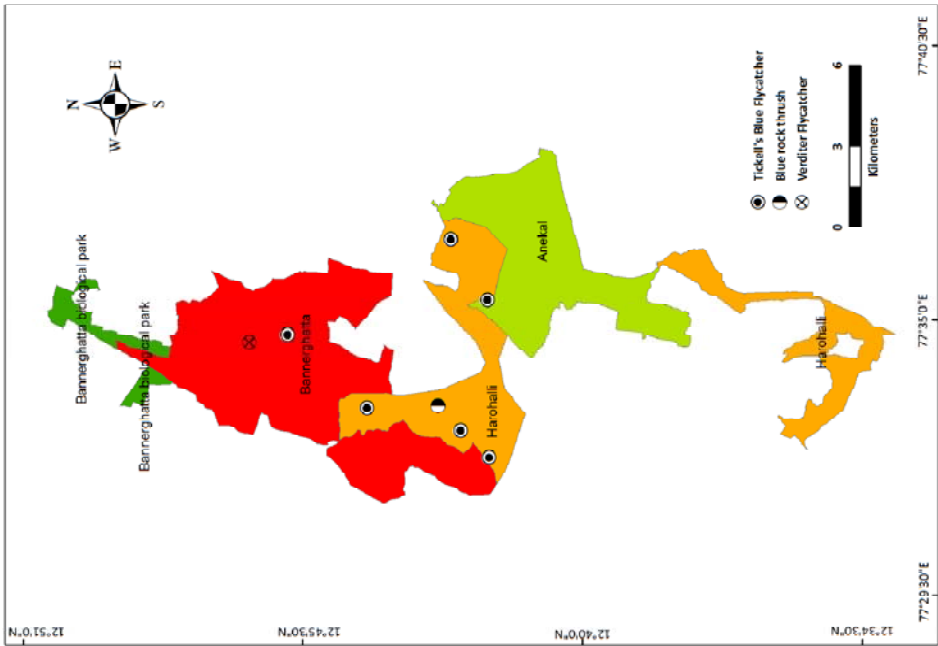 N
W
E
S
Bannerghatta biological park
Bannerghatta biological park
Bannerghatta
Harohalli
Anekal
Harohalli
Tickell's Blue Flycatcher
Blue rock thrush
Verditer Flycatcher
0 3 6
Kilometers
12°51'0"N
12°45'30"N
12°40'0"N
12°34'30"N
77°29'30"E
77°35'0"E
77°40'30"E